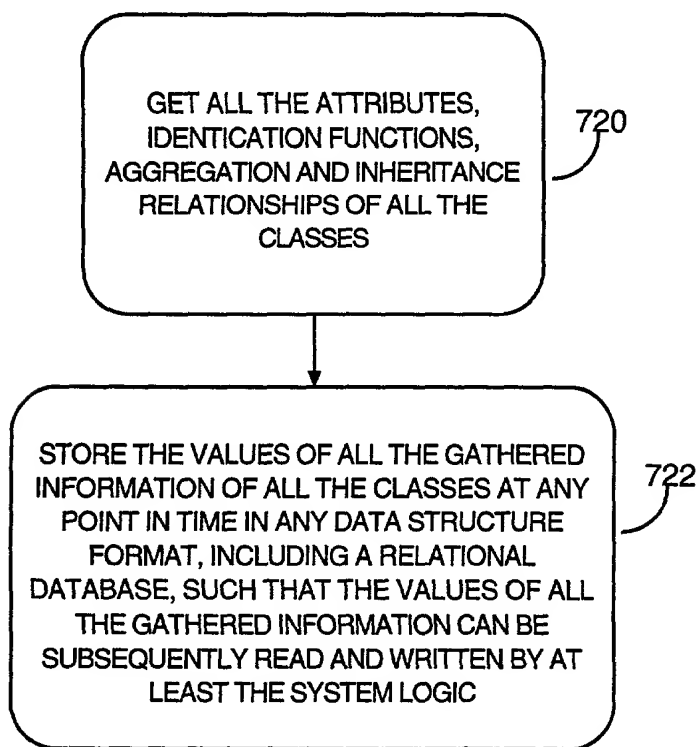 GET ALL THE ATTRIBUTES,
IDENTICATION FUNCTIONS,
AGGREGATION AND INHERITANCE
RELATIONSHIPS OF ALL THE
CLASSES
720
STORE THE VALUES OF ALL THE GATHERED
INFORMATION OF ALL THE CLASSES AT ANY
POINT IN TIME IN ANY DATA STRUCTURE
FORMAT, INCLUDING A RELATIONAL
DATABASE, SUCH THAT THE VALUES OF ALL
THE GATHERED INFORMATION CAN BE
SUBSEQUENTLY READ AND WRITTEN BY AT
LEAST THE SYSTEM LOGIC
722